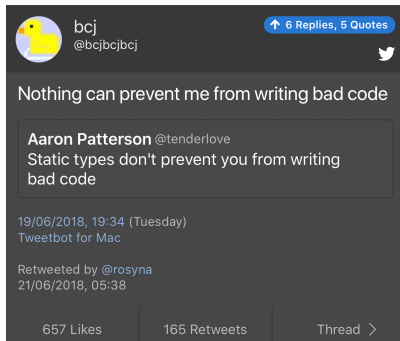 bcj
@bcjbcjbcj
↑ 6 Replies, 5 Quotes
Nothing can prevent me from writing bad code
Aaron Patterson @tenderlove
Static types don't prevent you from writing
bad code
19/06/2018, 19:34 (Tuesday)
Tweetbot for Mac
Retweeted by @rosyna
21/06/2018, 05:38
657 Likes
165 Retweets
Thread >